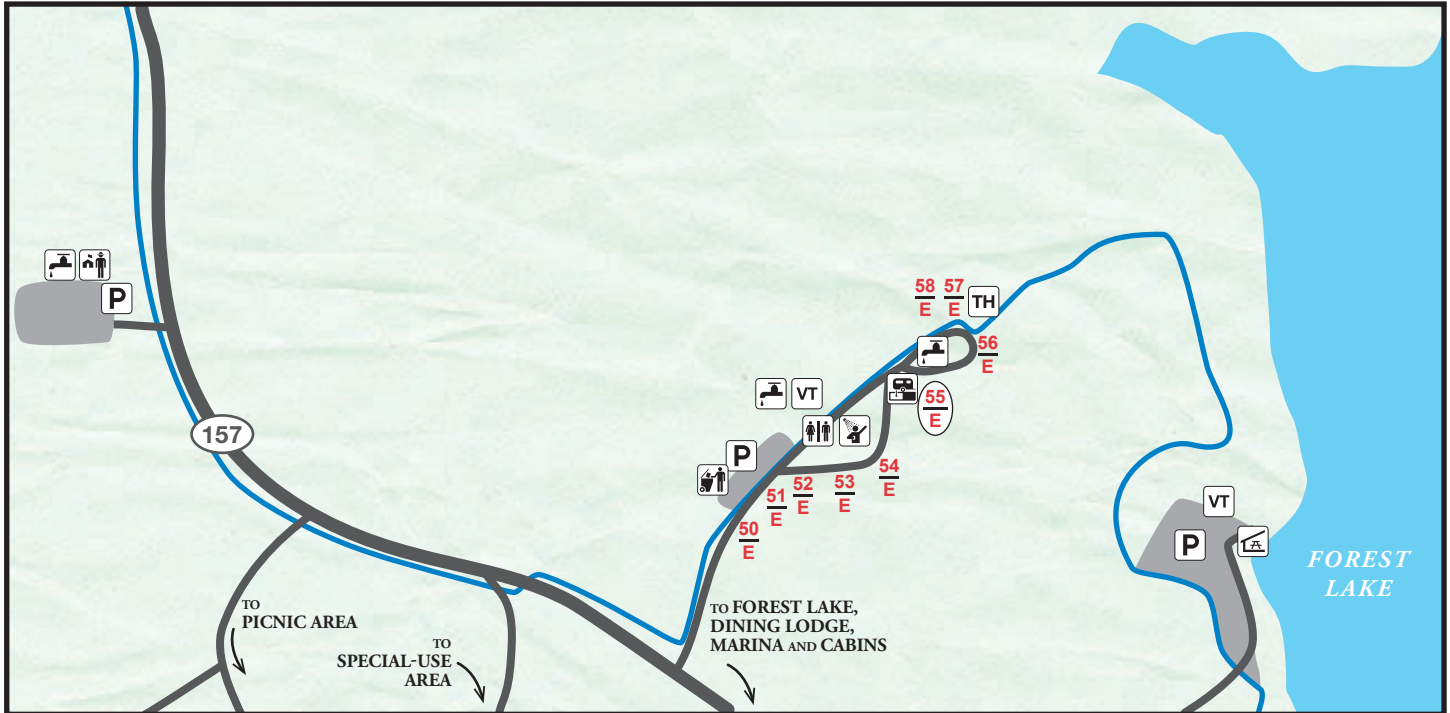 P
157
58
E
57
E
TH
56
E
55
E
VT
P
54
E
53
E
52
E
51
E
50
E
VT
P
FOREST
LAKE
TO
PICNIC AREA
TO
SPECIAL-USE
AREA
TO FOREST LAKE,
DINING LODGE,
MARINA AND CABINS